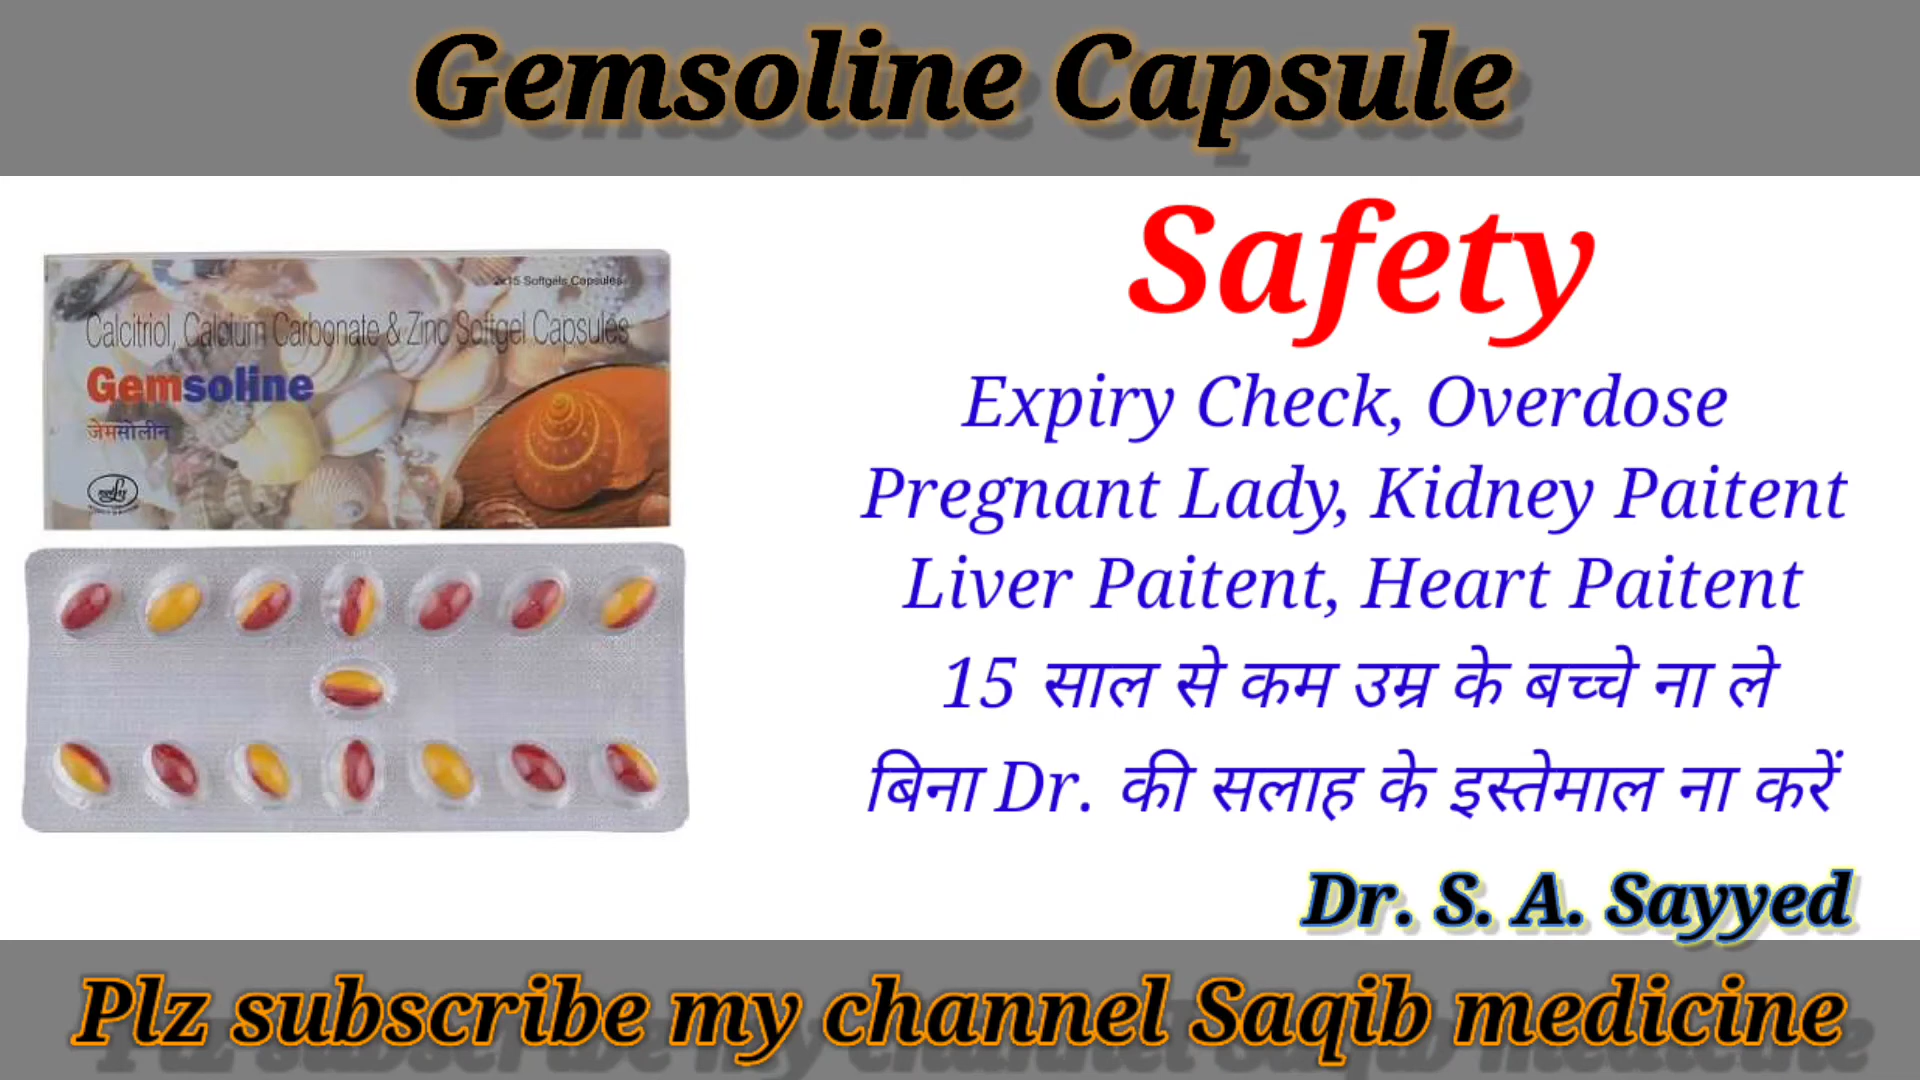 Gemsoline Capsule
Safety
2x15 Softgels Capsules
Calcitriol, Calcium Carbonate & Zinc Softgel Capsules
Gemsoline
जेमसोलीन
Expiry Check, Overdose
Pregnant Lady, Kidney Paitent
Liver Paitent, Heart Paitent
15 साल से कम उम्र के बच्चे ना ले
बिना Dr. की सलाह के इस्तेमाल ना करें
Dr. S. A. Sayyed
Plz subscribe my channel Saqib medicine